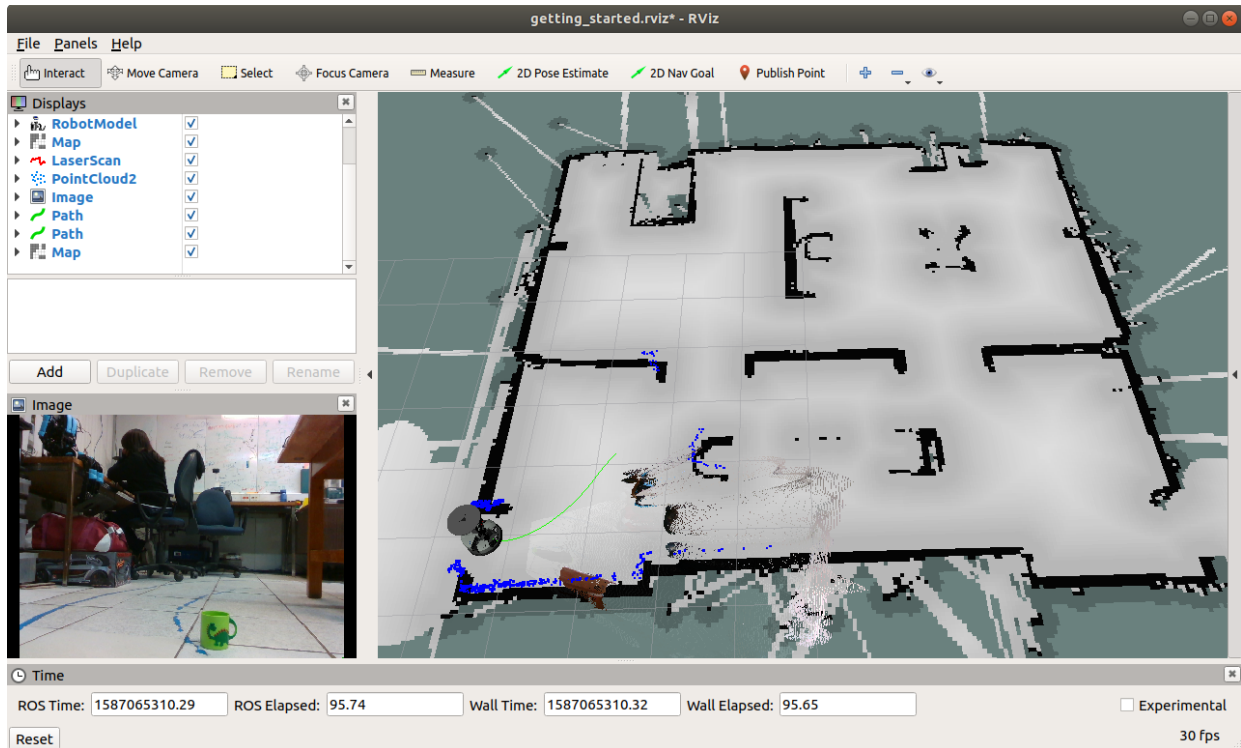 getting_started.rviz* - RViz
File Panels Help
Interact Move Camera Select Focus Camera Measure 2D Pose Estimate 2D Nav Goal Publish Point
Displays
RobotModel
Map
LaserScan
PointCloud2
Image
Path
Path
Map
Add Duplicate Remove Rename
Image
Time
ROS Time: 1587065310.29 ROS Elapsed: 95.74 Wall Time: 1587065310.32 Wall Elapsed: 95.65 Experimental
Reset 30 fps